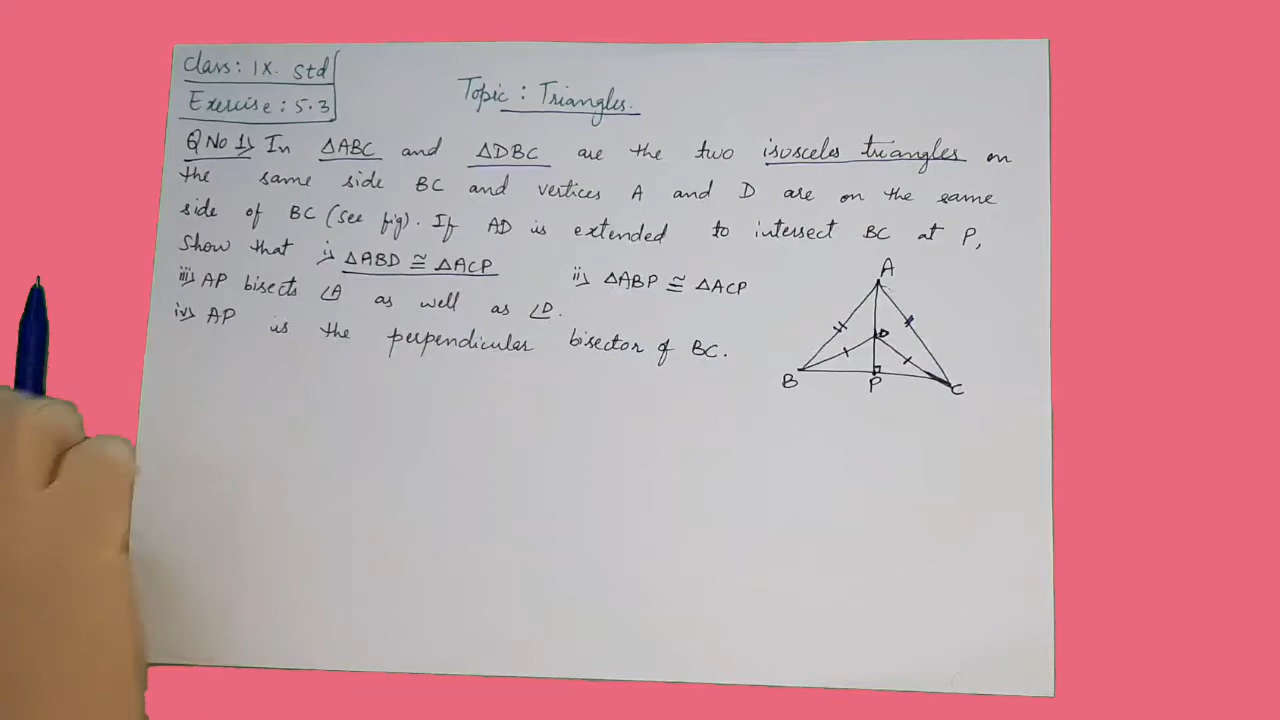 Class: IX. Std
Exercise: 5.3
Topic: Triangles.
Q No 1⟩ In ΔABC and ΔDBC are the two isosceles triangles on
the same side BC and vertices A and D are on the same
side of BC (See fig). If AD is extended to intersect BC at P,
Show that i⟩ ΔABD ≅ ΔACP ii⟩ ΔABP ≅ ΔACP
iii⟩ AP bisects ∠A as well as ∠D.
iv⟩ AP is the perpendicular bisector of BC.
A
D
B P C